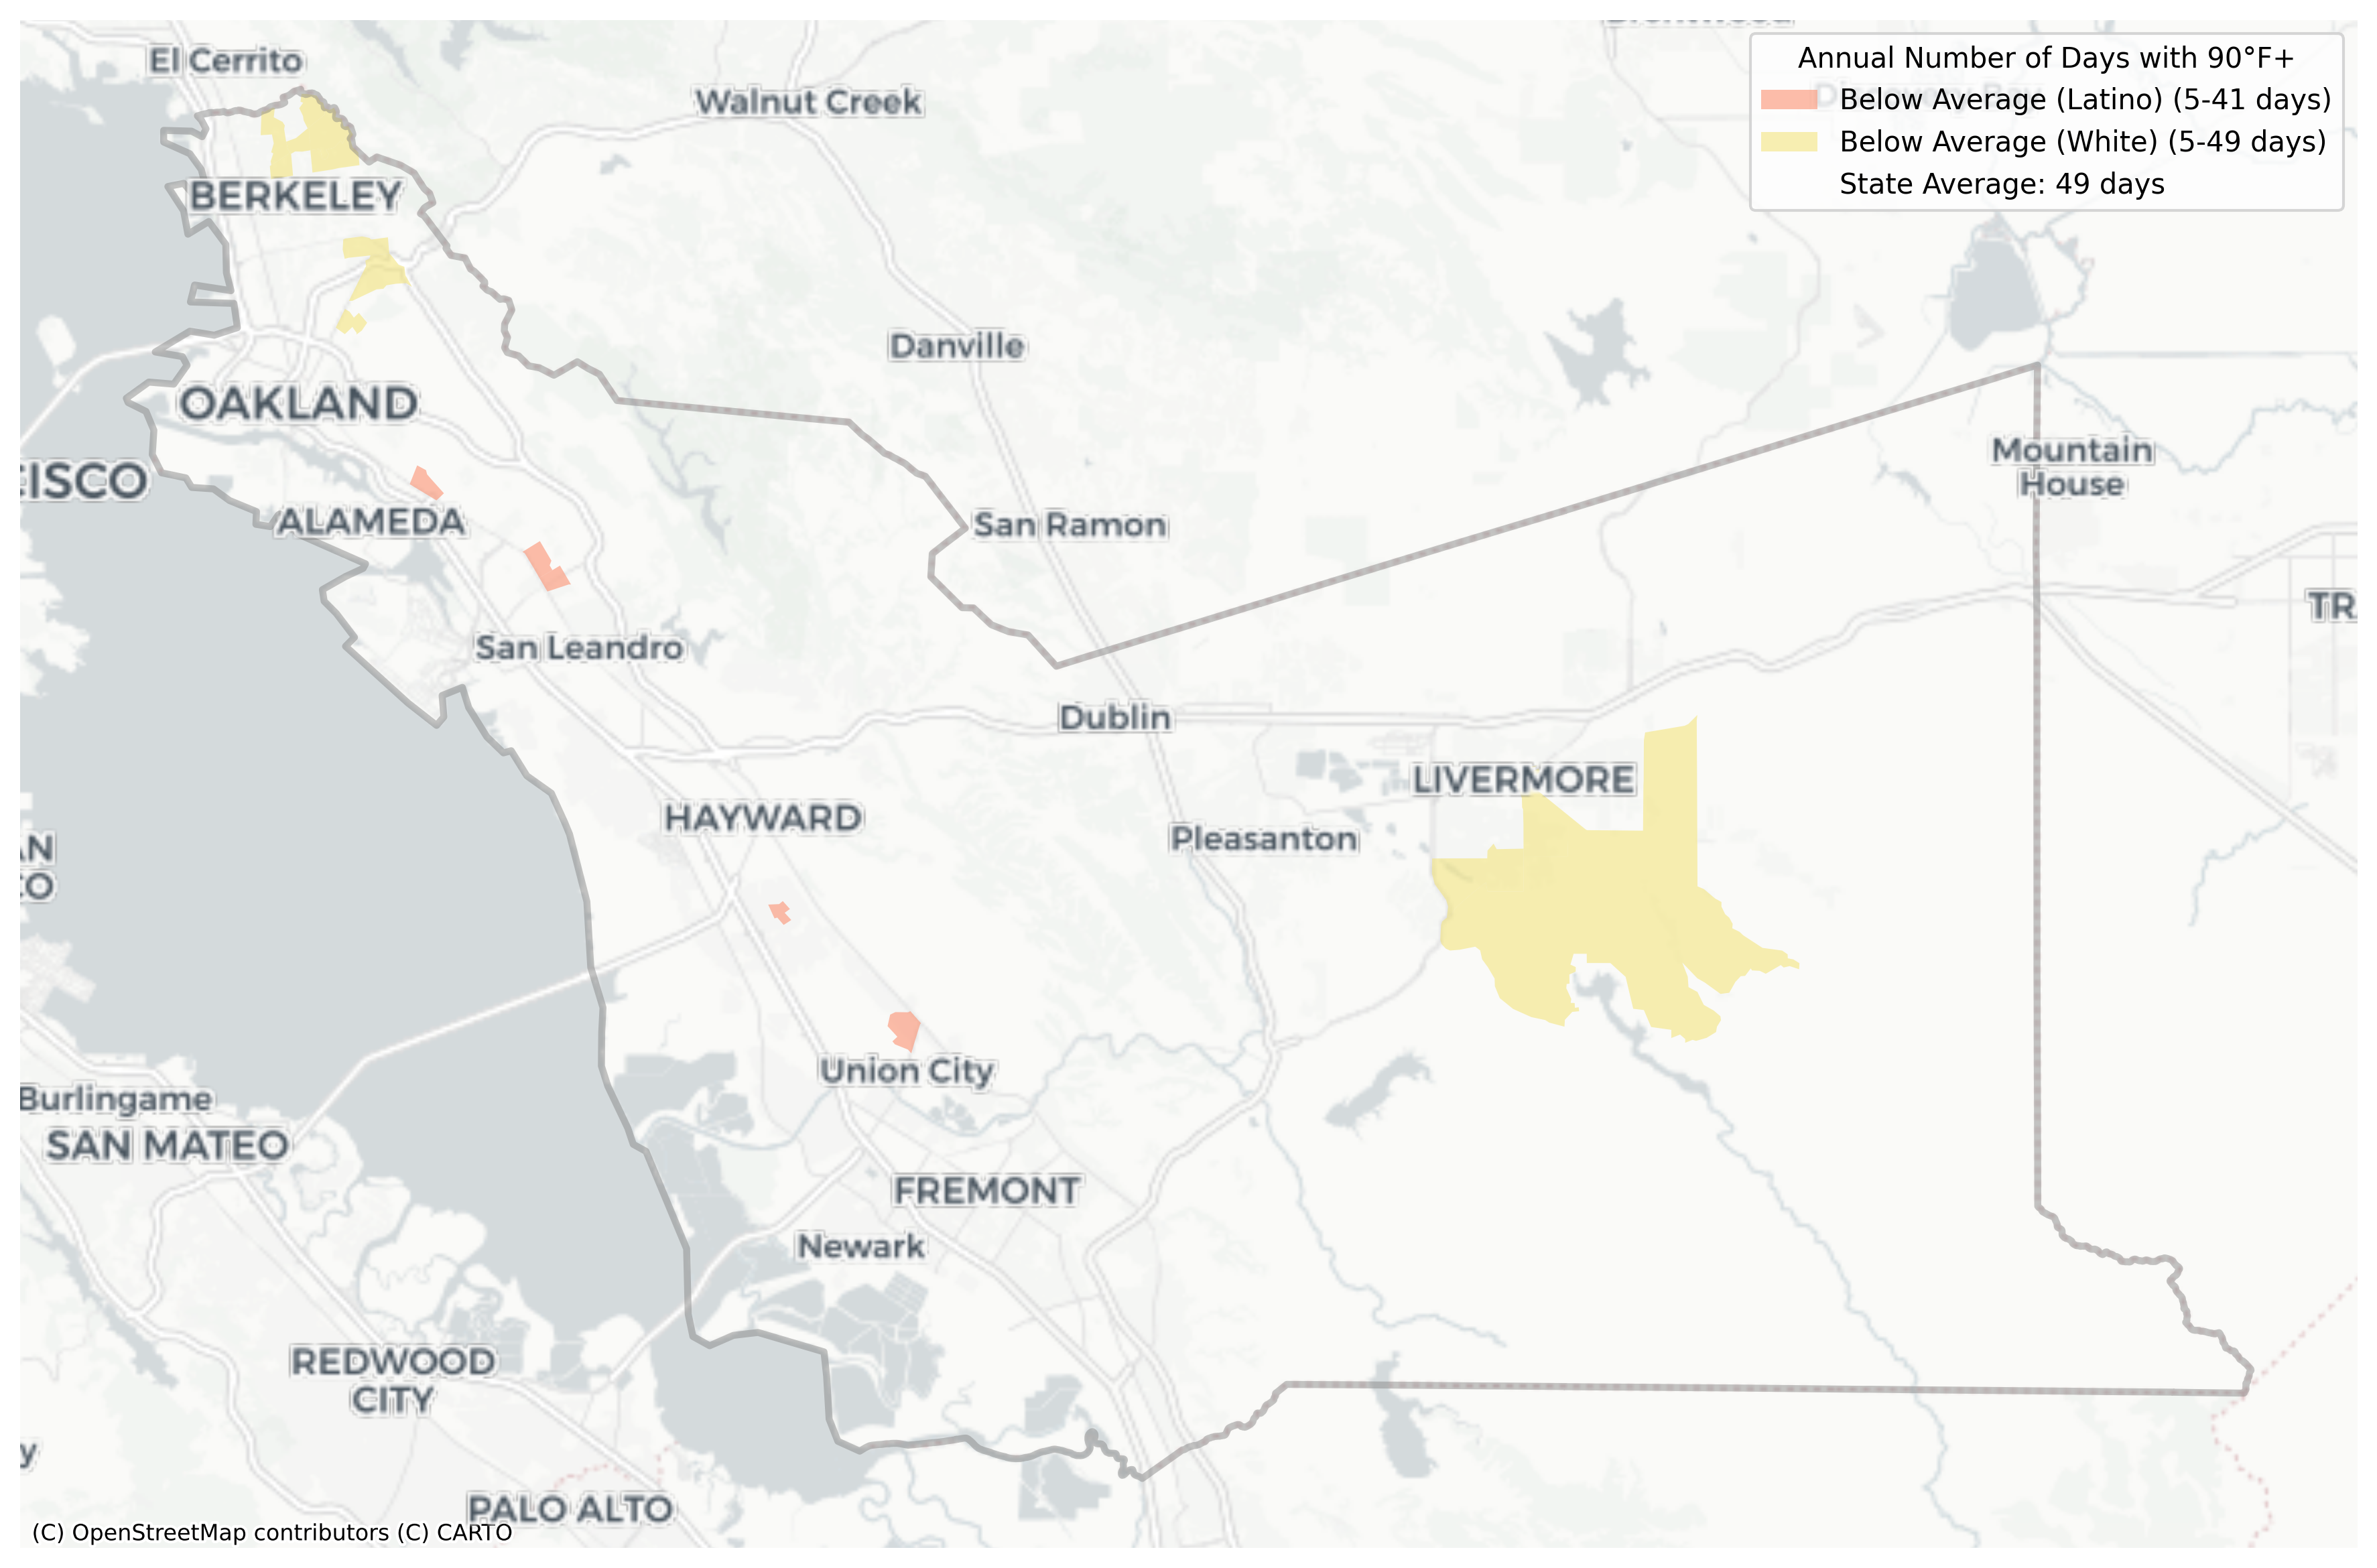 El Cerrito
Walnut Creek
Annual Number of Days with 90°F+
Below Average (Latino) (5-41 days)
Below Average (White) (5-49 days)
State Average: 49 days
BERKELEY
Danville
OAKLAND
Mountain
House
CISCO
ALAMEDA
San Ramon
TR
San Leandro
Dublin
LIVERMORE
HAYWARD
Pleasanton
AN
EO
Union City
Burlingame
SAN MATEO
FREMONT
Newark
REDWOOD
CITY
y
PALO ALTO
(C) OpenStreetMap contributors (C) CARTO